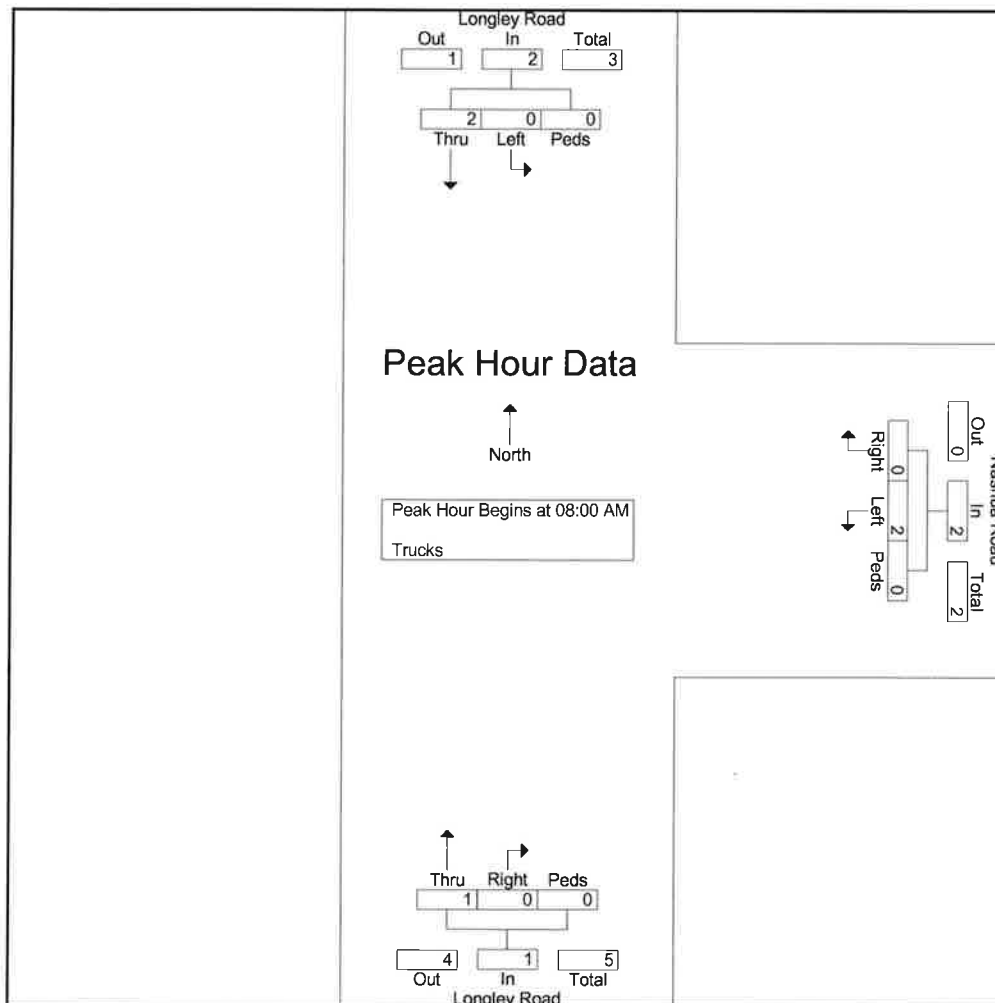 Longley Road
Out In Total
1 2 3
2 0 0
Thru Left Peds
Peak Hour Data
North
Peak Hour Begins at 08:00 AM
Trucks
Out In Total
0 2 2
Road
0 2 0
Right Left Peds
Thru Right Peds
1 0 0
4 1 5
Out In Total
Longley Road